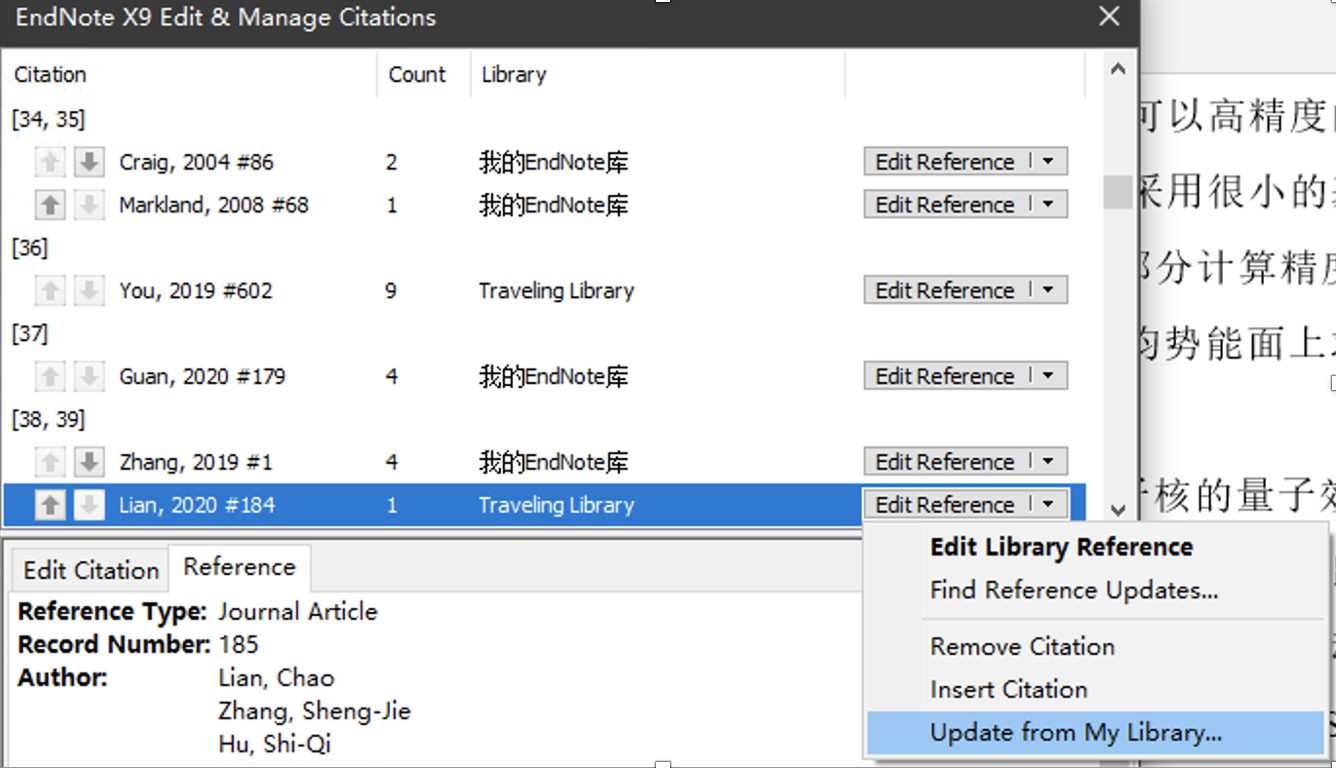 EndNote X9 Edit & Manage Citations
Citation Count Library
[34, 35]
可以高精度
Craig, 2004 #86 2 我的EndNote库 Edit Reference
采用很小的
Markland, 2008 #68 1 我的EndNote库 Edit Reference
[36]
分计算精度
You, 2019 #602 9 Traveling Library Edit Reference
[37]
势能面上
Guan, 2020 #179 4 我的EndNote库 Edit Reference
[38, 39]
Zhang, 2019 #1 4 我的EndNote库 Edit Reference
核的量子效
Lian, 2020 #184 1 Traveling Library Edit Reference
Edit Library Reference
Find Reference Updates...
Remove Citation
Insert Citation
Update from My Library...
Edit Citation Reference
Reference Type: Journal Article
Record Number: 185
Author: Lian, Chao
Zhang, Sheng-Jie
Hu, Shi-Qi